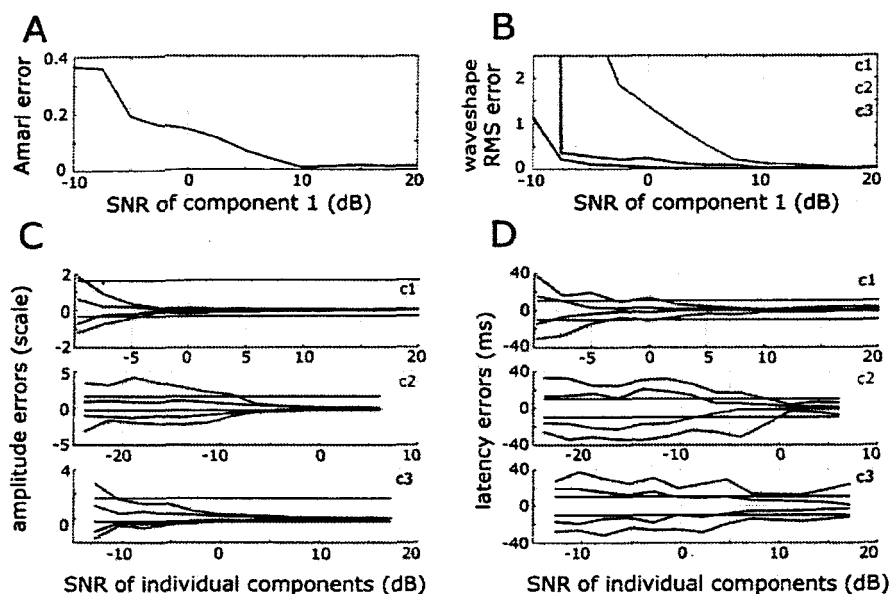 A
B
Amari error
0.4
0.2
0
-10
0
10
20
SNR of component 1 (dB)
waveshape
RMS error
2
1
0
c1
c2
c3
-10
0
10
20
SNR of component 1 (dB)
C
D
amplitude errors (scale)
2
0
-2
c1
-5
0
5
10
20
5
0
-5
c2
-20
-10
0
10
4
0
c3
-10
0
10
20
SNR of individual components (dB)
latency errors (ms)
40
0
-40
c1
-5
0
5
10
20
40
0
-40
c2
-20
-10
0
10
40
0
-40
c3
-10
0
10
20
SNR of individual components (dB)